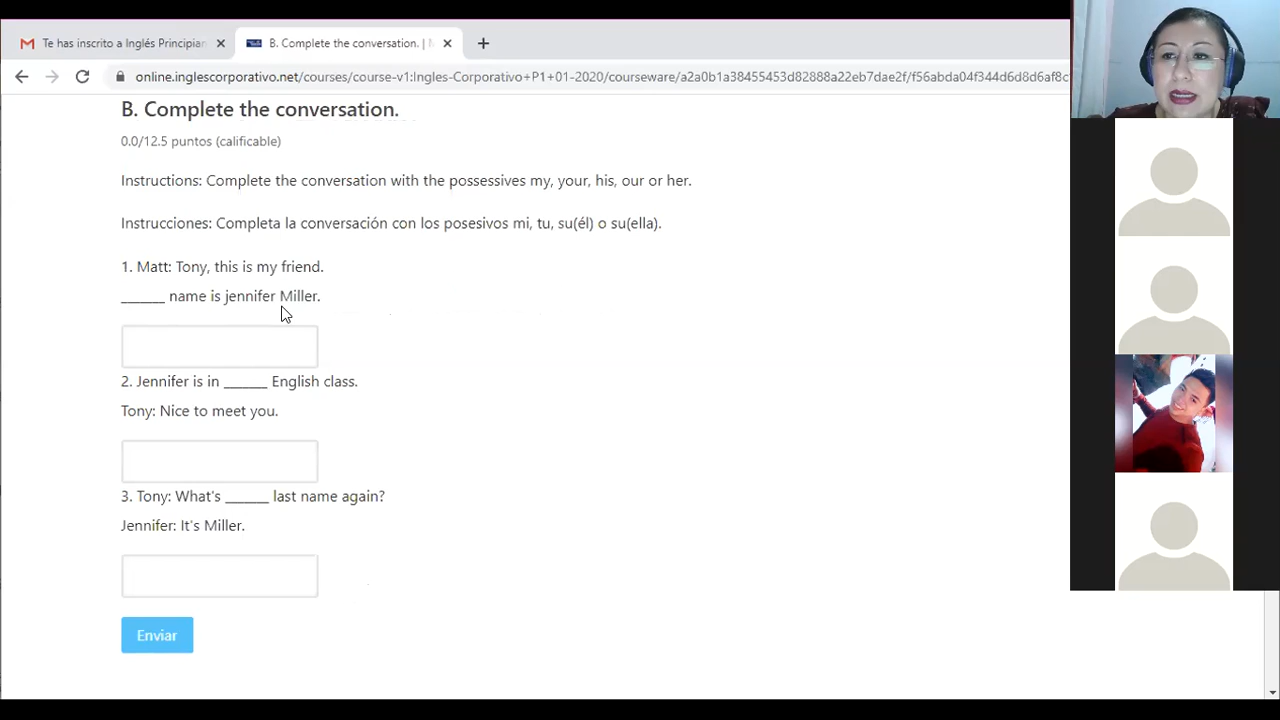 Te has inscrito a Inglés Principian
B. Complete the conversation. |
online.inglescorporativo.net/courses/course-v1:Ingles-Corporativo+P1+01-2020/courseware/a2a0b1a38455453d82888a22eb7dae2f/f56abda04f344d6d8d6af8c
B. Complete the conversation.
0.0/12.5 puntos (calificable)
Instructions: Complete the conversation with the possessives my, your, his, our or her.
Instrucciones: Completa la conversación con los posesivos mi, tu, su(él) o su(ella).
1. Matt: Tony, this is my friend.
______ name is jennifer Miller.
2. Jennifer is in ______ English class.
Tony: Nice to meet you.
3. Tony: What's ______ last name again?
Jennifer: It's Miller.
Enviar